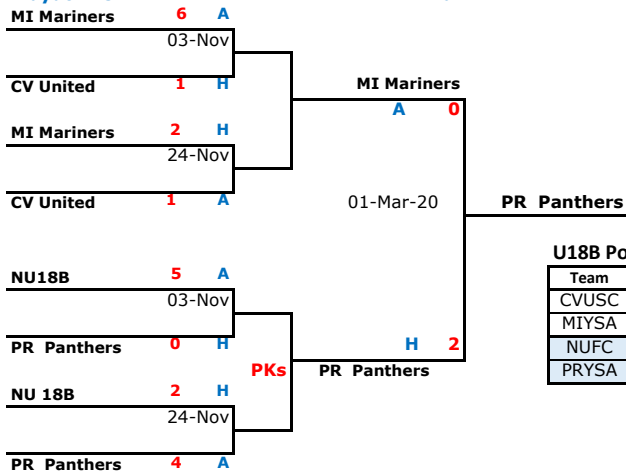 MI Mariners 6 A
03-Nov
CV United 1 H
MI Mariners 2 H
24-Nov
CV United 1 A
MI Mariners
A 0
01-Mar-20
PR Panthers
H 2
PR Panthers
NU18B 5 A
03-Nov
PR Panthers 0 H
PKs
NU 18B 2 H
24-Nov
PR Panthers 4 A
U18B Po
Team
CVUSC
MIYSA
NUFC
PRYSA